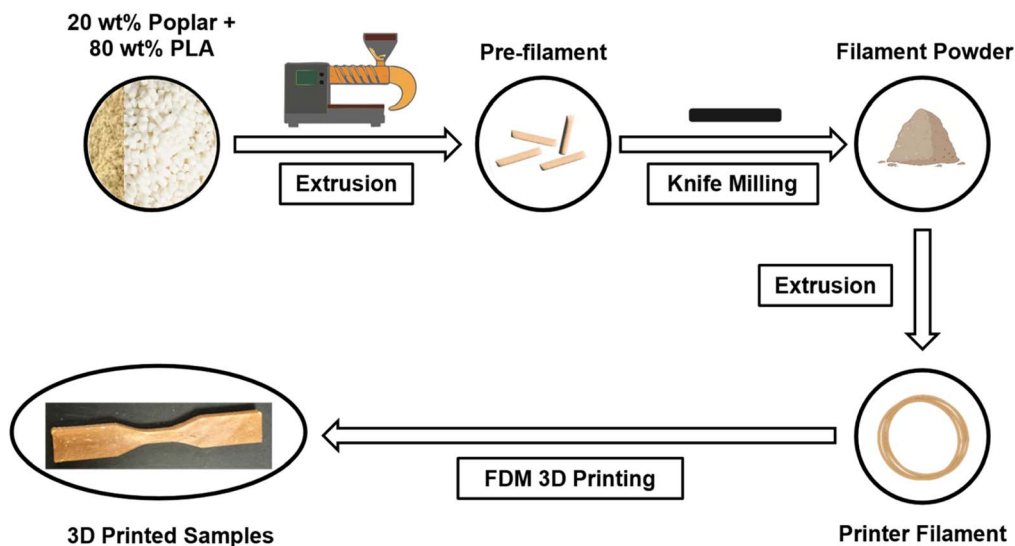 20 wt% Poplar +
80 wt% PLA
Extrusion
Pre-filament
Knife Milling
Filament Powder
Extrusion
Printer Filament
FDM 3D Printing
3D Printed Samples